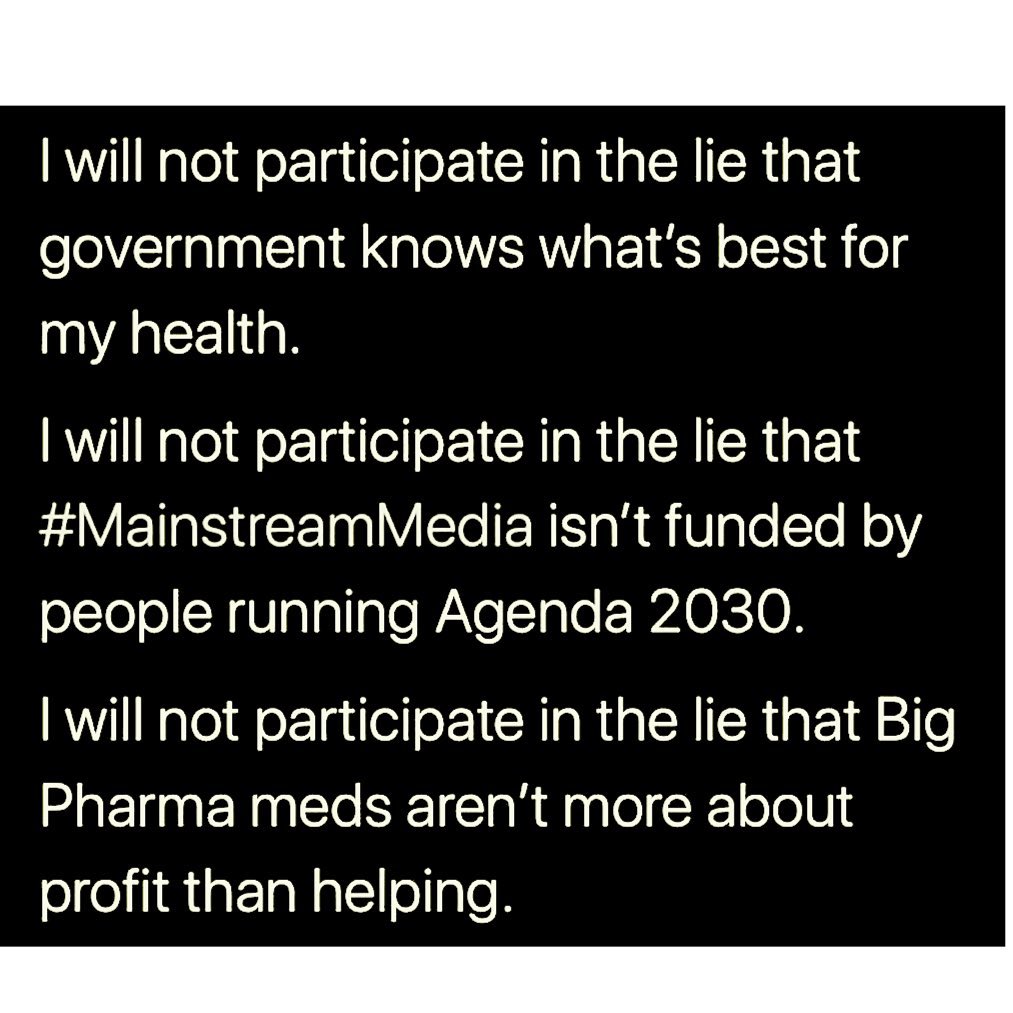 I will not participate in the lie that
government knows what’s best for
my health.
I will not participate in the lie that
#MainstreamMedia isn’t funded by
people running Agenda 2030.
I will not participate in the lie that Big
Pharma meds aren’t more about
profit than helping.